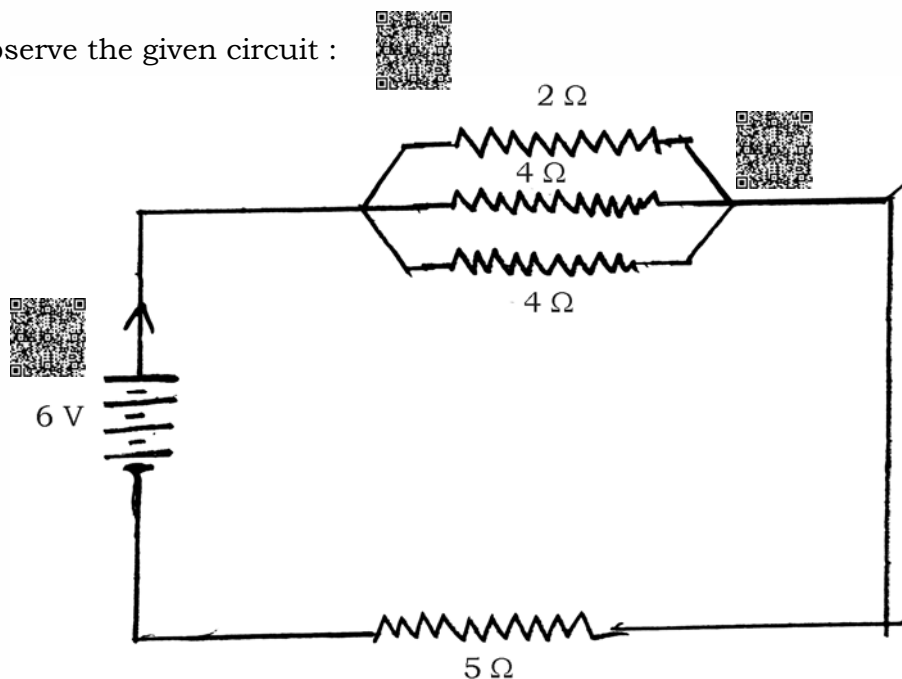 bserve the given circuit :
2 Ω
4 Ω
4 Ω
6 V
5 Ω